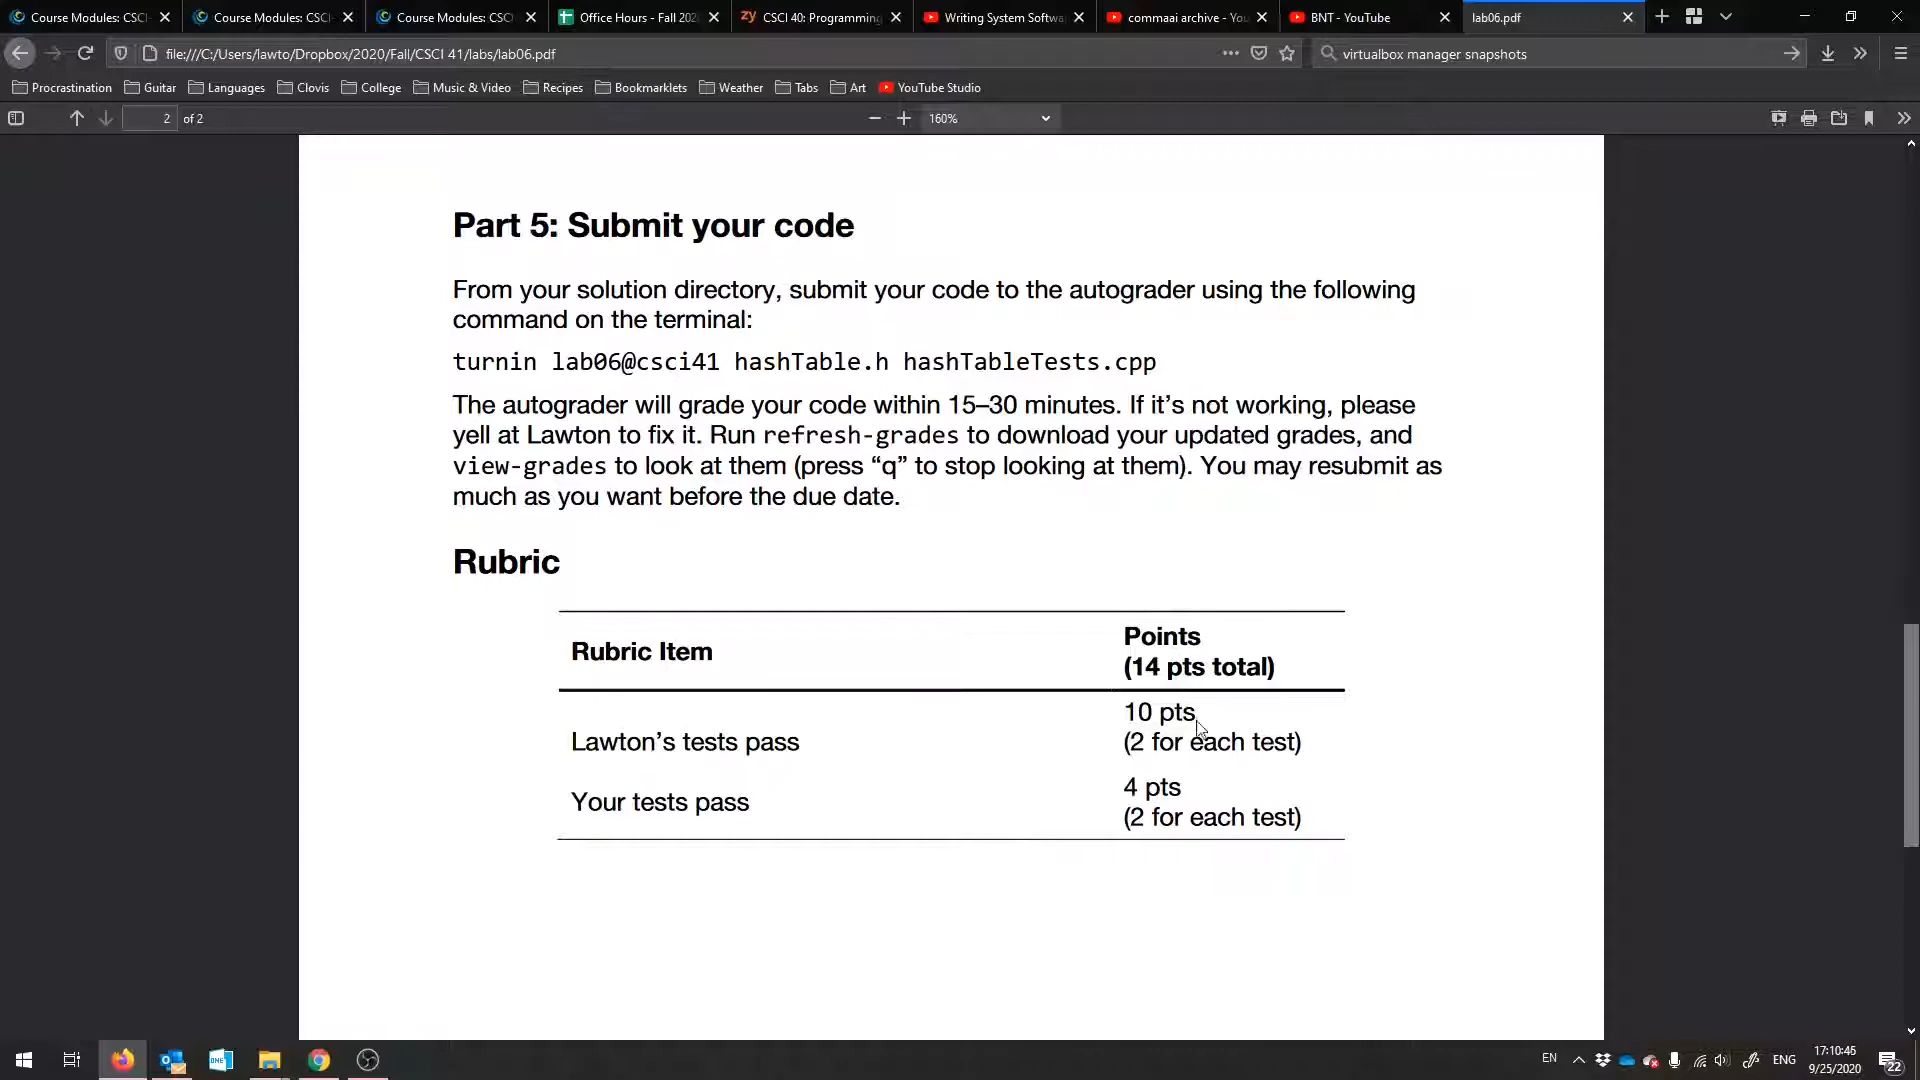 Course Modules: CSCI-
Course Modules: CSCI-
Course Modules: CSCI
Office Hours - Fall 202
CSCI 40: Programming
Writing System Softwa
commaai archive - You
BNT - YouTube
lab06.pdf
file:///C:/Users/lawto/Dropbox/2020/Fall/CSCI 41/labs/lab06.pdf
virtualbox manager snapshots
Procrastination
Guitar
Languages
Clovis
College
Music & Video
Recipes
Bookmarklets
Weather
Tabs
Art
YouTube Studio
2 of 2
160%
Part 5: Submit your code
From your solution directory, submit your code to the autograder using the following
command on the terminal:
turnin lab06@csci41 hashTable.h hashTableTests.cpp
The autograder will grade your code within 15–30 minutes. If it’s not working, please
yell at Lawton to fix it. Run refresh-grades to download your updated grades, and
view-grades to look at them (press “q” to stop looking at them). You may resubmit as
much as you want before the due date.
Rubric
Rubric Item
Points
(14 pts total)
Lawton’s tests pass
10 pts
(2 for each test)
Your tests pass
4 pts
(2 for each test)
EN
ENG
17:10:45
9/25/2020
22